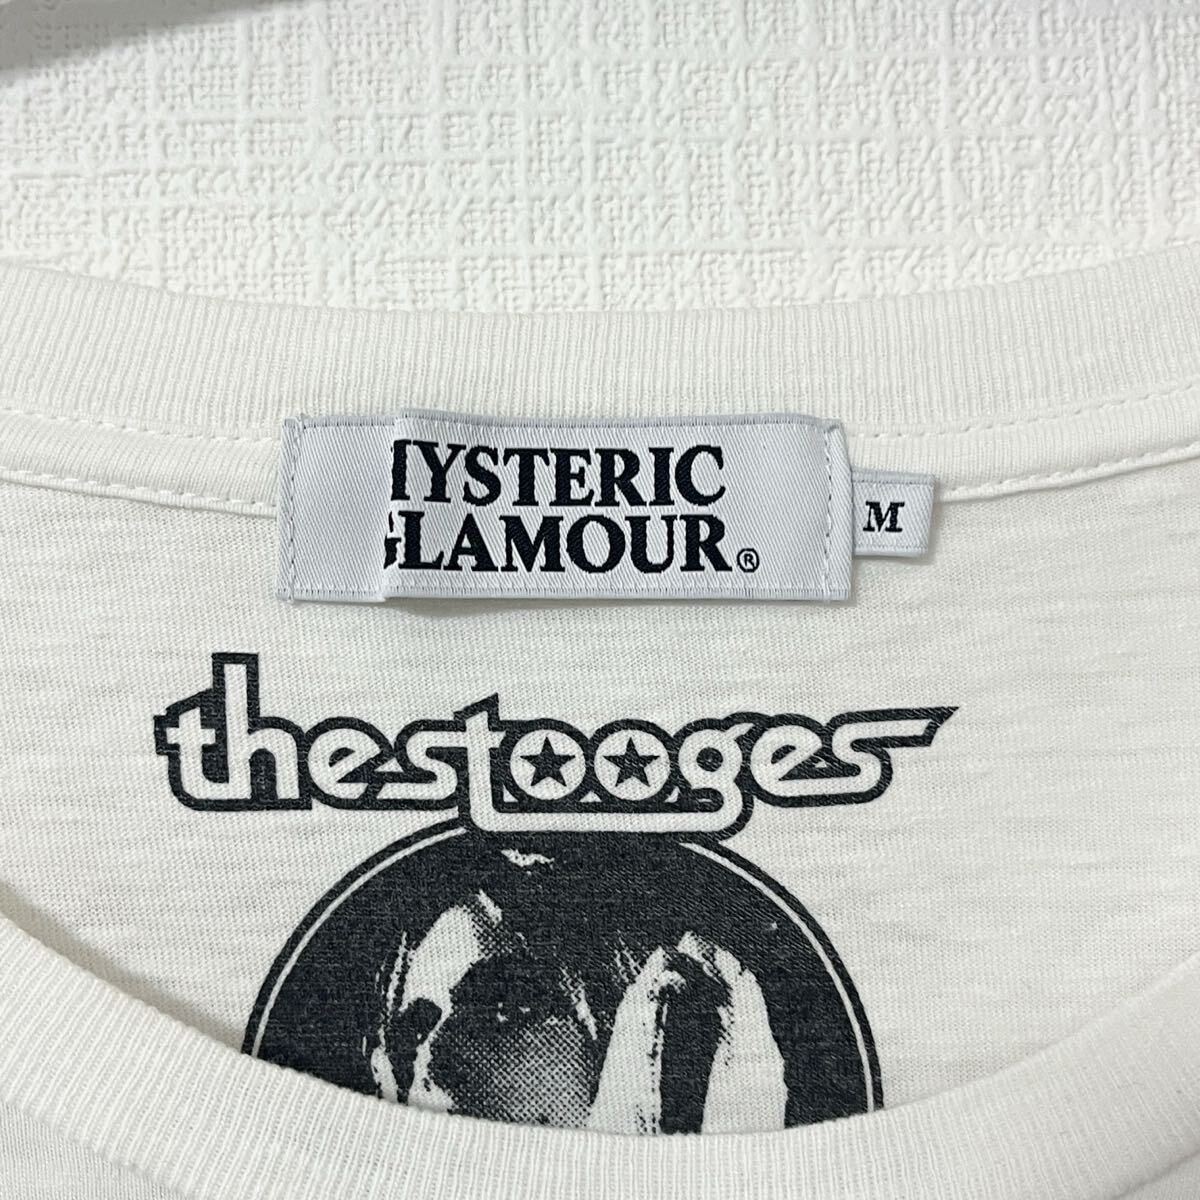 HYSTERIC
GLAMOUR®
M
the stooges